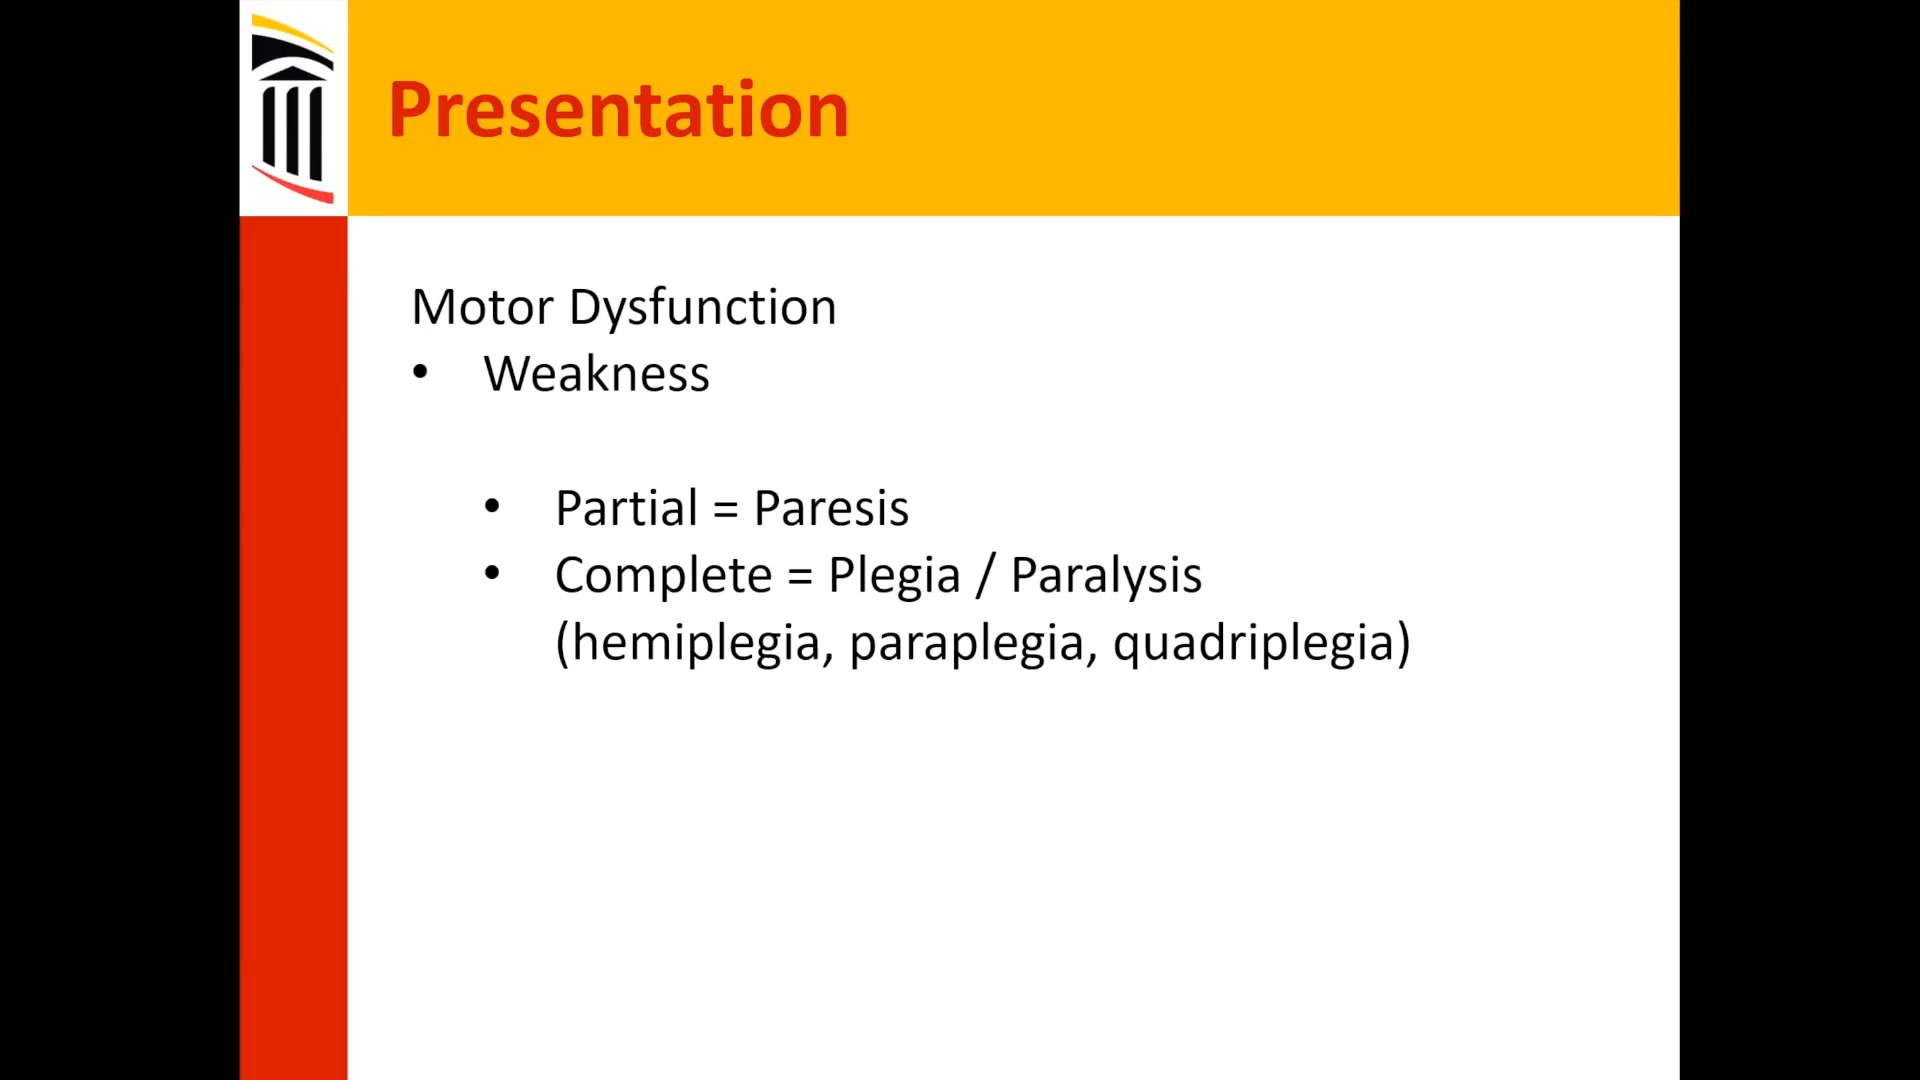 Presentation
Motor Dysfunction
• Weakness
• Partial = Paresis
• Complete = Plegia / Paralysis
(hemiplegia, paraplegia, quadriplegia)